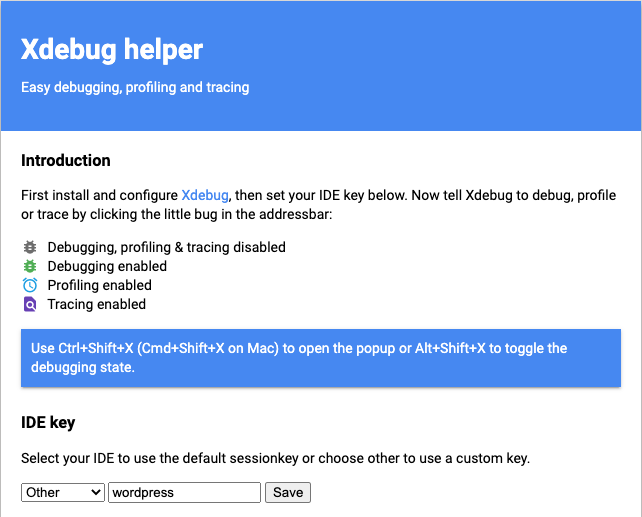 Xdebug helper
Easy debugging, profiling and tracing
Introduction
First install and configure Xdebug, then set your IDE key below. Now tell Xdebug to debug, profile
or trace by clicking the little bug in the addressbar:
Debugging, profiling & tracing disabled
Debugging enabled
Profiling enabled
Tracing enabled
Use Ctrl+Shift+X (Cmd+Shift+X on Mac) to open the popup or Alt+Shift+X to toggle the
debugging state.
IDE key
Select your IDE to use the default sessionkey or choose other to use a custom key.
Other wordpress Save